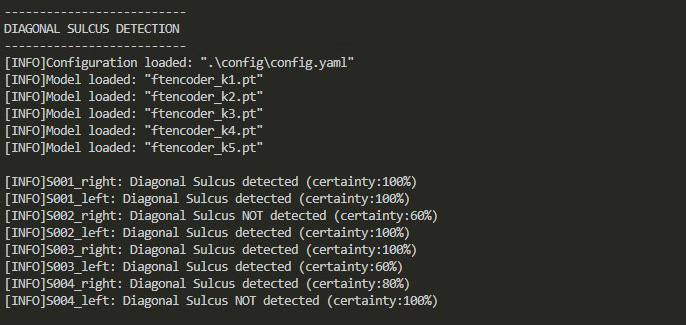 --------------------------
DIAGONAL SULCUS DETECTION
--------------------------
[INFO]Configuration loaded: ".\config\config.yaml"
[INFO]Model loaded: "ftencoder_k1.pt"
[INFO]Model loaded: "ftencoder_k2.pt"
[INFO]Model loaded: "ftencoder_k3.pt"
[INFO]Model loaded: "ftencoder_k4.pt"
[INFO]Model loaded: "ftencoder_k5.pt"
[INFO]S001_right: Diagonal Sulcus detected (certainty:100%)
[INFO]S001_left: Diagonal Sulcus detected (certainty:100%)
[INFO]S002_right: Diagonal Sulcus NOT detected (certainty:60%)
[INFO]S002_left: Diagonal Sulcus detected (certainty:100%)
[INFO]S003_right: Diagonal Sulcus detected (certainty:100%)
[INFO]S003_left: Diagonal Sulcus detected (certainty:60%)
[INFO]S004_right: Diagonal Sulcus detected (certainty:80%)
[INFO]S004_left: Diagonal Sulcus NOT detected (certainty:100%)